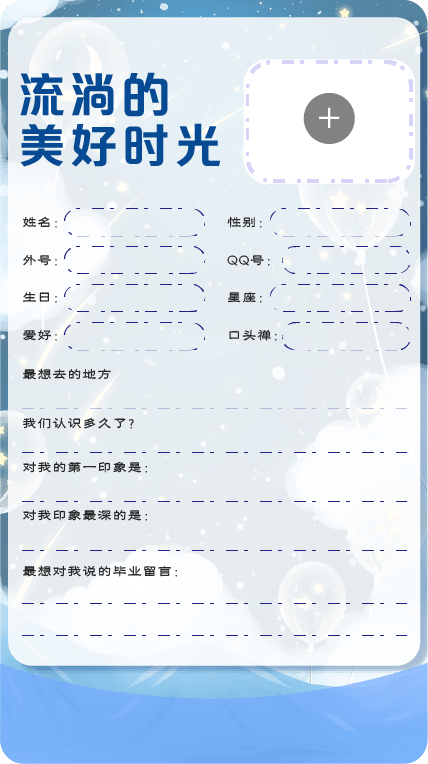 流淌的
美好时光
姓名: 性别:
外号: QQ号:
生日: 星座:
爱好: 口头禅:
最想去的地方
我们认识多久了?
对我的第一印象是:
对我印象最深的是:
最想对我说的毕业留言: